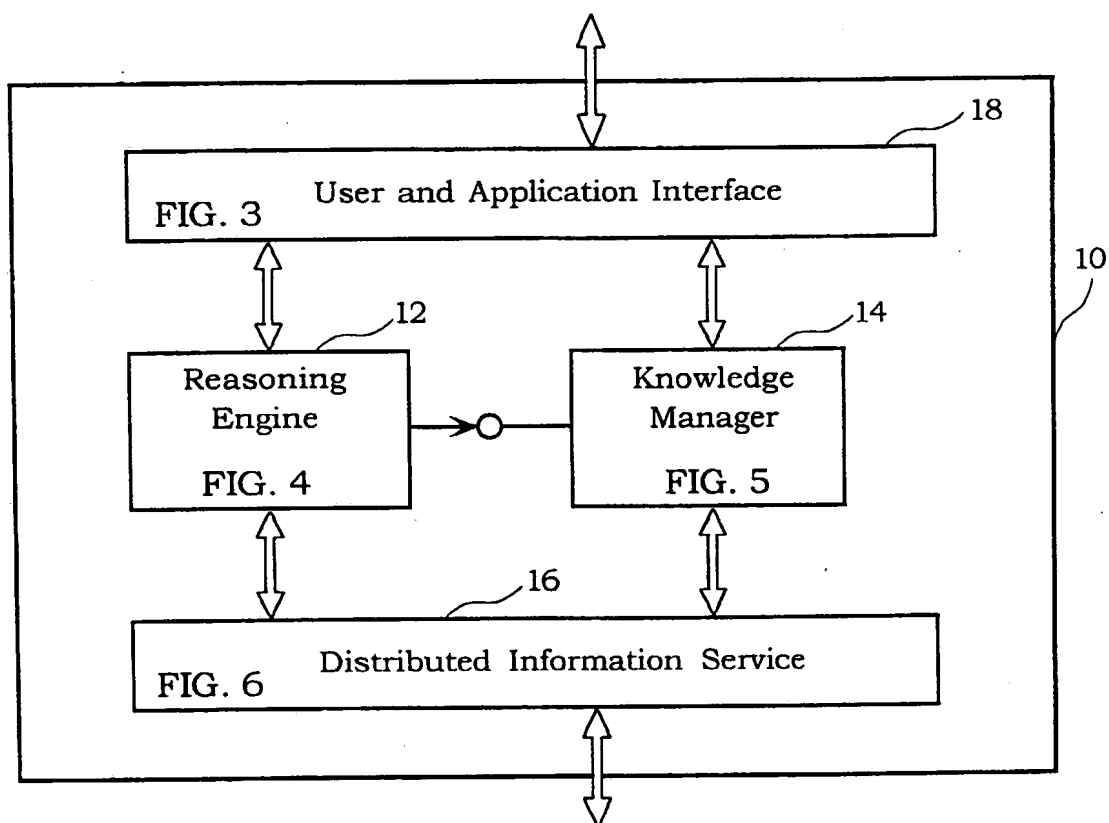 18
User and Application Interface
FIG. 3
10
12
14
Reasoning
Engine
FIG. 4
Knowledge
Manager
FIG. 5
16
Distributed Information Service
FIG. 6